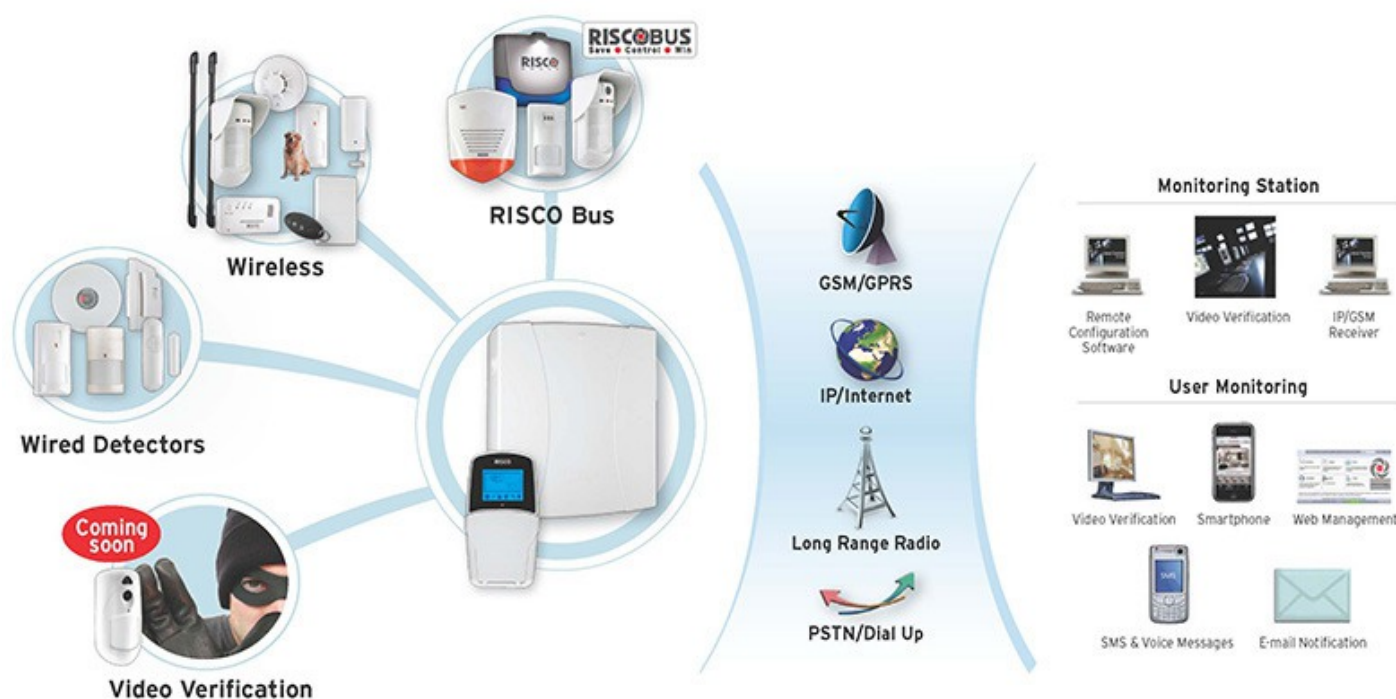 RISCOBUS
Save • Control • Win
RISCO
RISCO Bus
Wireless
Wired Detectors
Coming
soon
Video Verification
RISCO
GSM/GPRS
IP/Internet
Long Range Radio
PSTN/Dial Up
Monitoring Station
Remote
Configuration
Software
Video Verification
IP/GSM
Receiver
User Monitoring
Video Verification
Smartphone
Web Management
SMS
SMS & Voice Messages
E-mail Notification